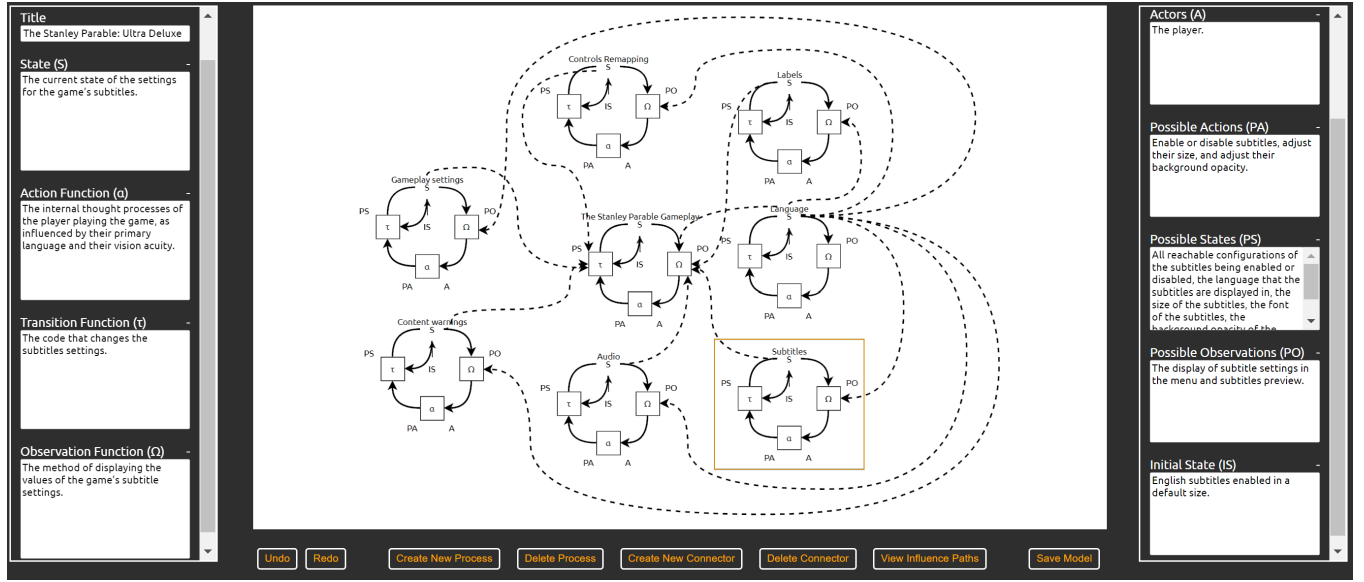 Title
The Stanley Parable: Ultra Deluxe
State (S) -
The current state of the settings
for the game's subtitles.
Action Function (α) -
The internal thought processes of
the player playing the game, as
influenced by their primary
language and their vision acuity.
Transition Function (τ) -
The code that changes the
subtitles settings.
Observation Function (Ω) -
The method of displaying the
values of the game's subtitle
settings.
Controls Remapping
S
PS PO
τ IS Ω
α
PA A
Labels
S
PS PO
τ IS Ω
α
PA A
Gameplay settings
S
PS PO
τ IS Ω
α
PA A
The Stanley Parable Gameplay
S
PS PO
τ IS Ω
α
PA A
Language
S
PS PO
τ IS Ω
α
PA A
Content warnings
S
PS PO
τ IS Ω
α
PA A
Audio
S
PS PO
τ IS Ω
α
PA A
Subtitles
S
PS PO
τ IS Ω
α
PA A
Undo
Redo
Create New Process
Delete Process
Create New Connector
Delete Connector
View Influence Paths
Save Model
Actors (A) -
The player.
Possible Actions (PA) -
Enable or disable subtitles, adjust
their size, and adjust their
background opacity.
Possible States (PS) -
All reachable configurations of
the subtitles being enabled or
disabled, the language that the
subtitles are displayed in, the
size of the subtitles, the font
of the subtitles, the
background opacity of the
Possible Observations (PO) -
The display of subtitle settings in
the menu and subtitles preview.
Initial State (IS) -
English subtitles enabled in a
default size.